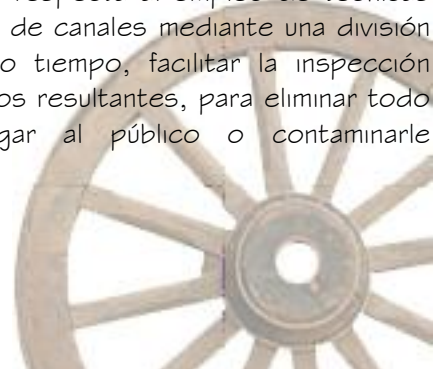 de canales mediante una división
o tiempo, facilitar la inspección
os resultantes, para eliminar todo
gar al público o contaminarle